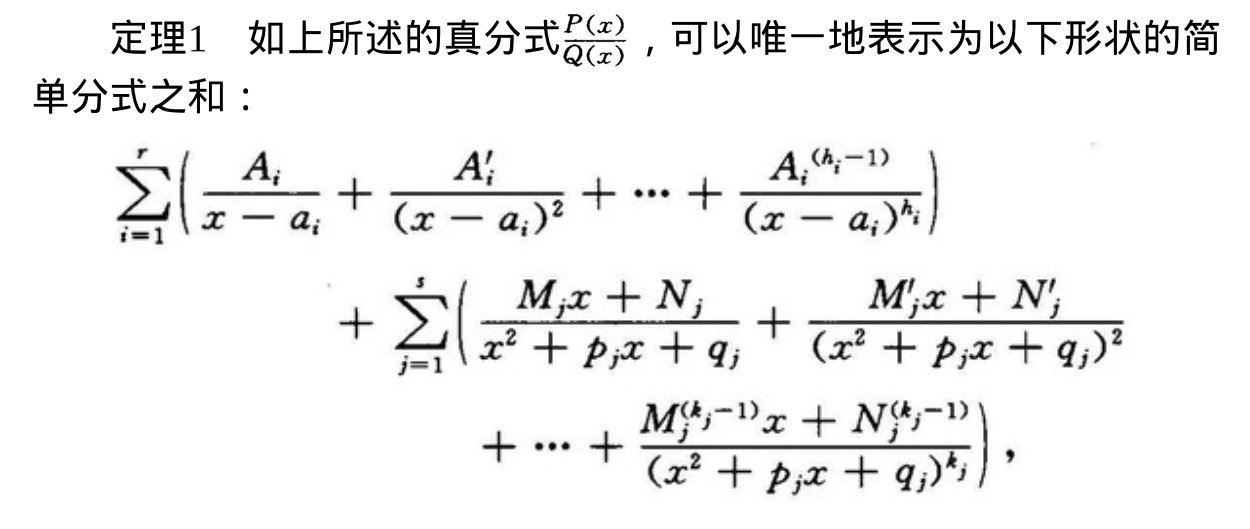 定理1 如上所述的真分式$\frac{P(x)}{Q(x)}$，可以唯一地表示为以下形状的简
单分式之和：
$\sum_{i=1}^{r}\left(\frac{A_i}{x-a_i}+\frac{A_i'}{(x-a_i)^2}+\cdots+\frac{A_i^{(h_i-1)}}{(x-a_i)^{h_i}}\right)$
$+\sum_{j=1}^{s}\left(\frac{M_jx+N_j}{x^2+p_jx+q_j}+\frac{M_j'x+N_j'}{(x^2+p_jx+q_j)^2}\right.$
$\left.+\cdots+\frac{M_j^{(k_j-1)}x+N_j^{(k_j-1)}}{(x^2+p_jx+q_j)^{k_j}}\right),$